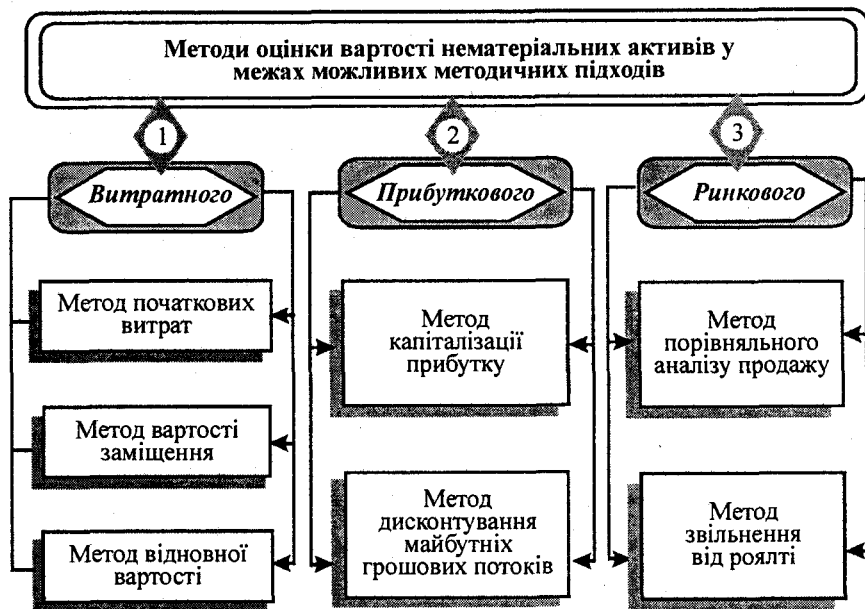 Методи оцінки вартості нематеріальних активів у
межах можливих методичних підходів
1
2
3
Витратного
Прибуткового
Ринкового
Метод початкових
витрат
Метод вартості
заміщення
Метод відновної
вартості
Метод
капіталізації
прибутку
Метод
дисконтування
майбутніх
грошових потоків
Метод
порівняльного
аналізу продажу
Метод
звільнення
від роялті